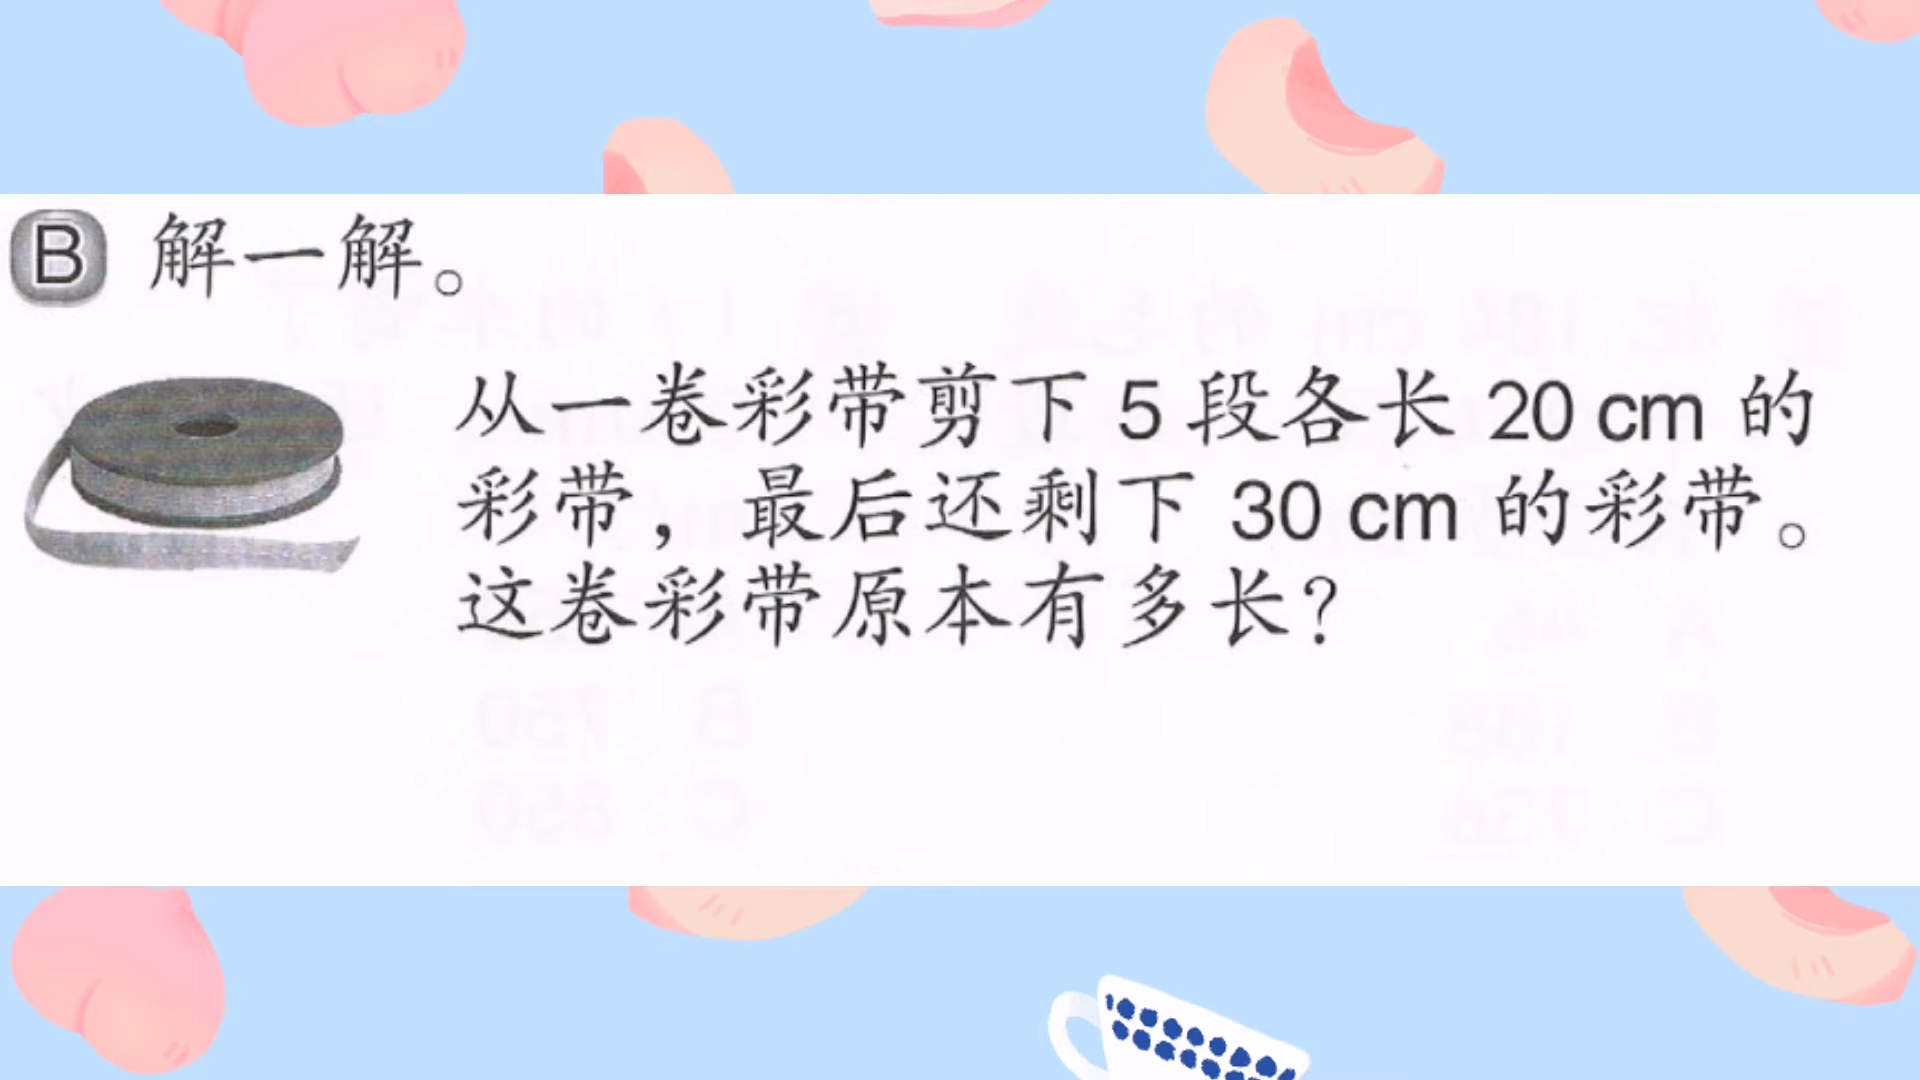 B 解一解。
从一卷彩带剪下 5 段各长 20 cm 的
彩带，最后还剩下 30 cm 的彩带。
这卷彩带原本有多长？